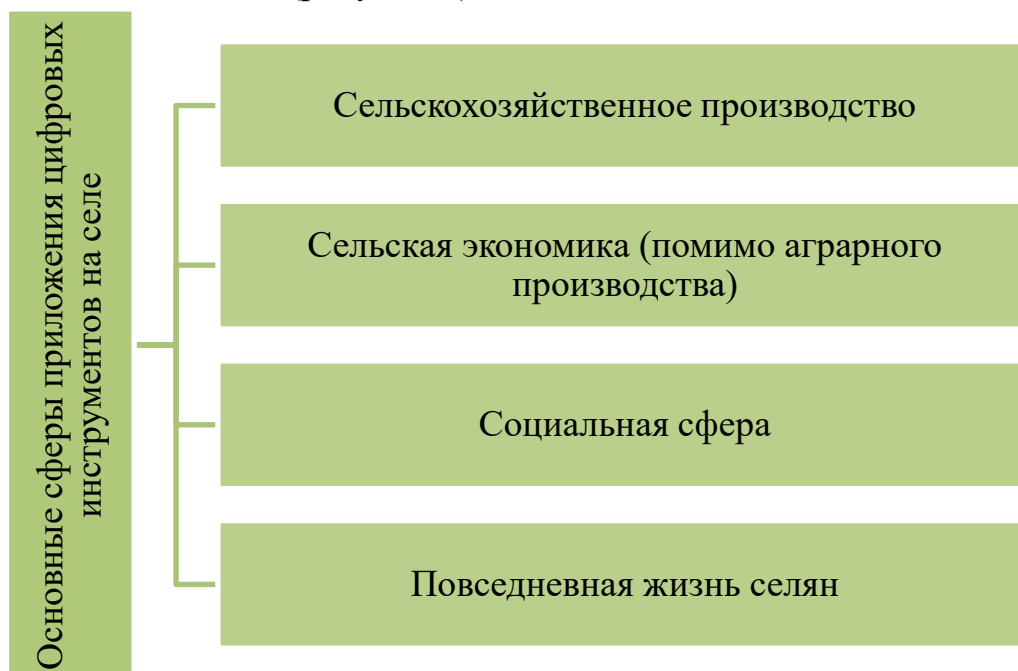 Основные сферы приложения цифровых
инструментов на селе
Сельскохозяйственное производство
Сельская экономика (помимо аграрного
производства)
Социальная сфера
Повседневная жизнь селян